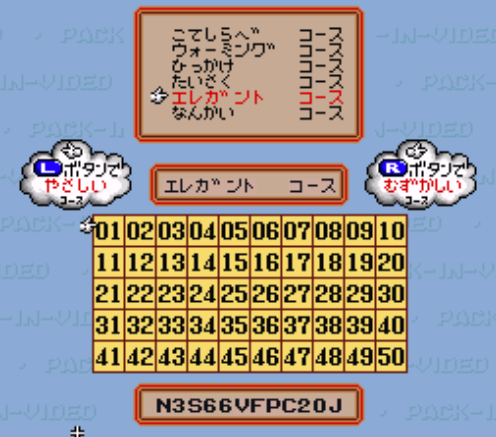 こてしらべ コース
ウォーミング コース
ひっかけ コース
たいさく コース
エレガント コース
なんかい コース
Lボタンで
やさしい
コース
エレガント コース
Rボタンで
むずかしい
コース
01 02 03 04 05 06 07 08 09 10
11 12 13 14 15 16 17 18 19 20
21 22 23 24 25 26 27 28 29 30
31 32 33 34 35 36 37 38 39 40
41 42 43 44 45 46 47 48 49 50
N3S66VFPC20J